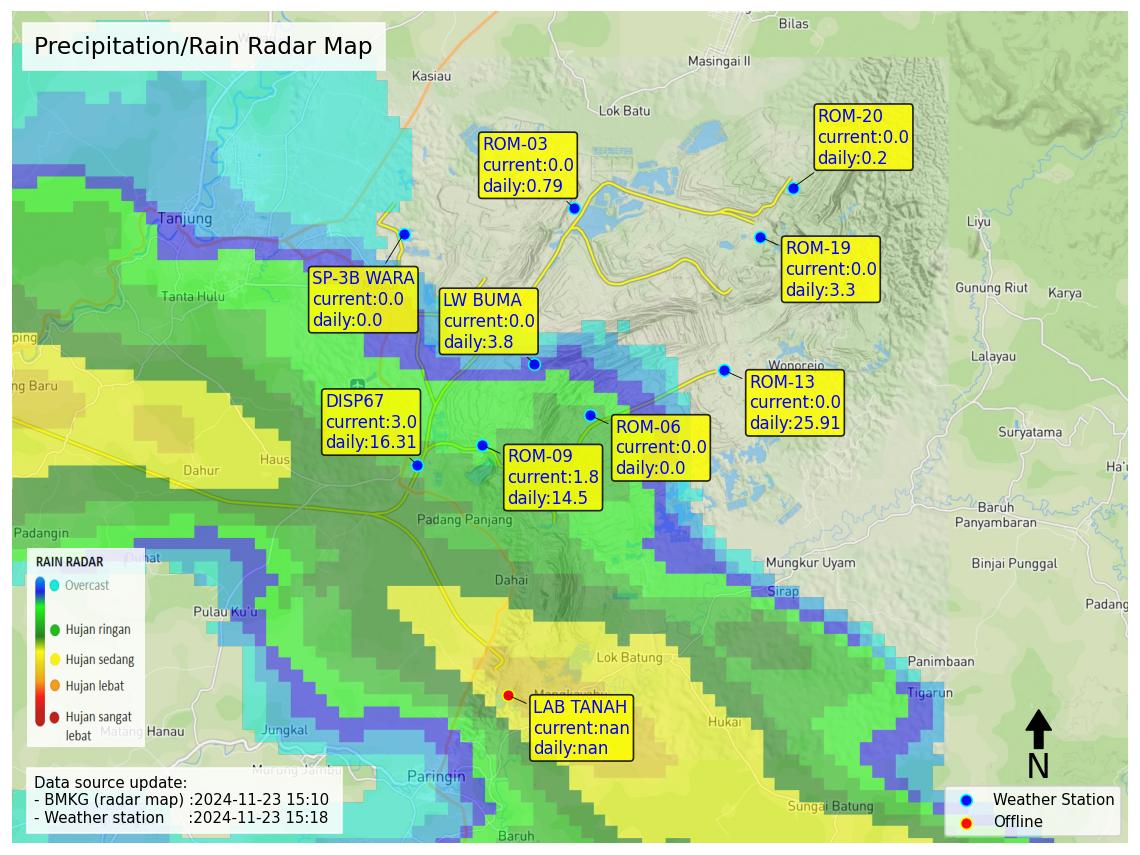 Precipitation/Rain Radar Map
Bilas
Masingai II
Kasiau
Lok Batu
ROM-20
current:0.0
daily:0.2
ROM-03
current:0.0
daily:0.79
Tanjung
Liyu
ROM-19
current:0.0
daily:3.3
SP-3B WARA
current:0.0
daily:0.0
Tanta Hulu
LW BUMA
current:0.0
daily:3.8
Gunung Riut
Karya
ping
Lalayau
Wonorejo
ng Baru
ROM-13
current:0.0
daily:25.91
DISP67
current:3.0
daily:16.31
ROM-06
current:0.0
daily:0.0
Suryatama
Haus
Dahur
ROM-09
current:1.8
daily:14.5
Ha'u
Baruh
Panyambaran
Padang Panjang
Padangin
Mungkur Uyam
Binjai Punggal
RAIN RADAR
Overcast
Hujan ringan
Hujan sedang
Hujan lebat
Hujan sangat
lebat
Dahai
Sirap
Padang
Pulau Ku'u
Lok Batung
Panimbaan
Tigarun
Mangkayahu
LAB TANAH
current:nan
daily:nan
Hukai
Matang Hanau
Jungkal
Murung Jambu
Paringin
N
Data source update:
- BMKG (radar map) :2024-11-23 15:10
- Weather station :2024-11-23 15:18
Sungai Batung
Baruh
Weather Station
Offline